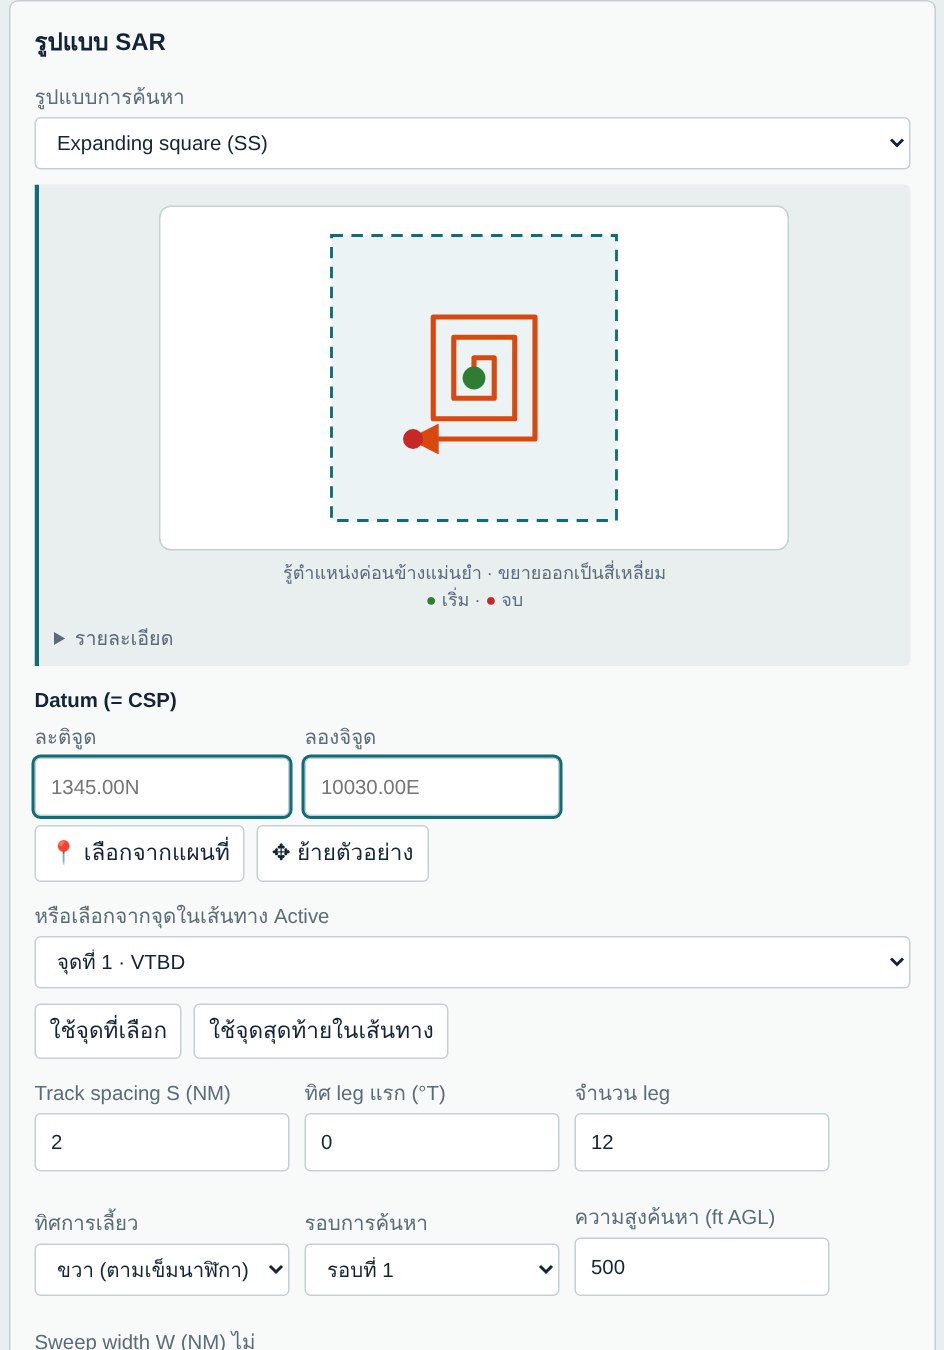 รูปแบบ SAR
รูปแบบการค้นหา
Expanding square (SS)
รู้ตำแหน่งค่อนข้างแม่นยำ · ขยายออกเป็นสี่เหลี่ยม
● เริ่ม · ● จบ
▶ รายละเอียด
Datum (= CSP)
ละติจูด ลองจิจูด
1345.00N 10030.00E
📍 เลือกจากแผนที่ ✥ ย้ายตัวอย่าง
หรือเลือกจากจุดในเส้นทาง Active
จุดที่ 1 · VTBD
ใช้จุดที่เลือก ใช้จุดสุดท้ายในเส้นทาง
Track spacing S (NM) ทิศ leg แรก (°T) จำนวน leg
2 0 12
ทิศการเลี้ยว รอบการค้นหา ความสูงค้นหา (ft AGL)
ขวา (ตามเข็มนาฬิกา) รอบที่ 1 500
Sweep width W (NM) ไม่